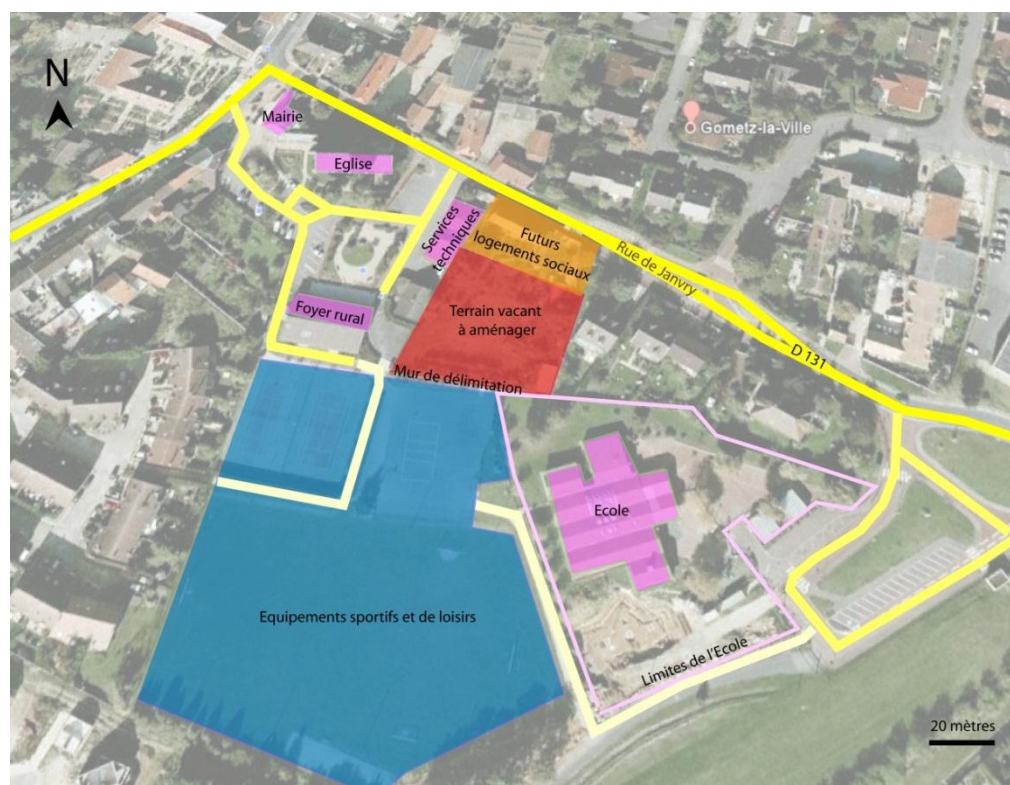 N
Mairie
Gometz-la-Ville
Eglise
Services
techniques
Futurs
logements sociaux
Rue de Janvry
Foyer rural
Terrain vacant
à aménager
D 131
Mur de délimitation
Ecole
Equipements sportifs et de loisirs
Limites de l'Ecole
20 mètres